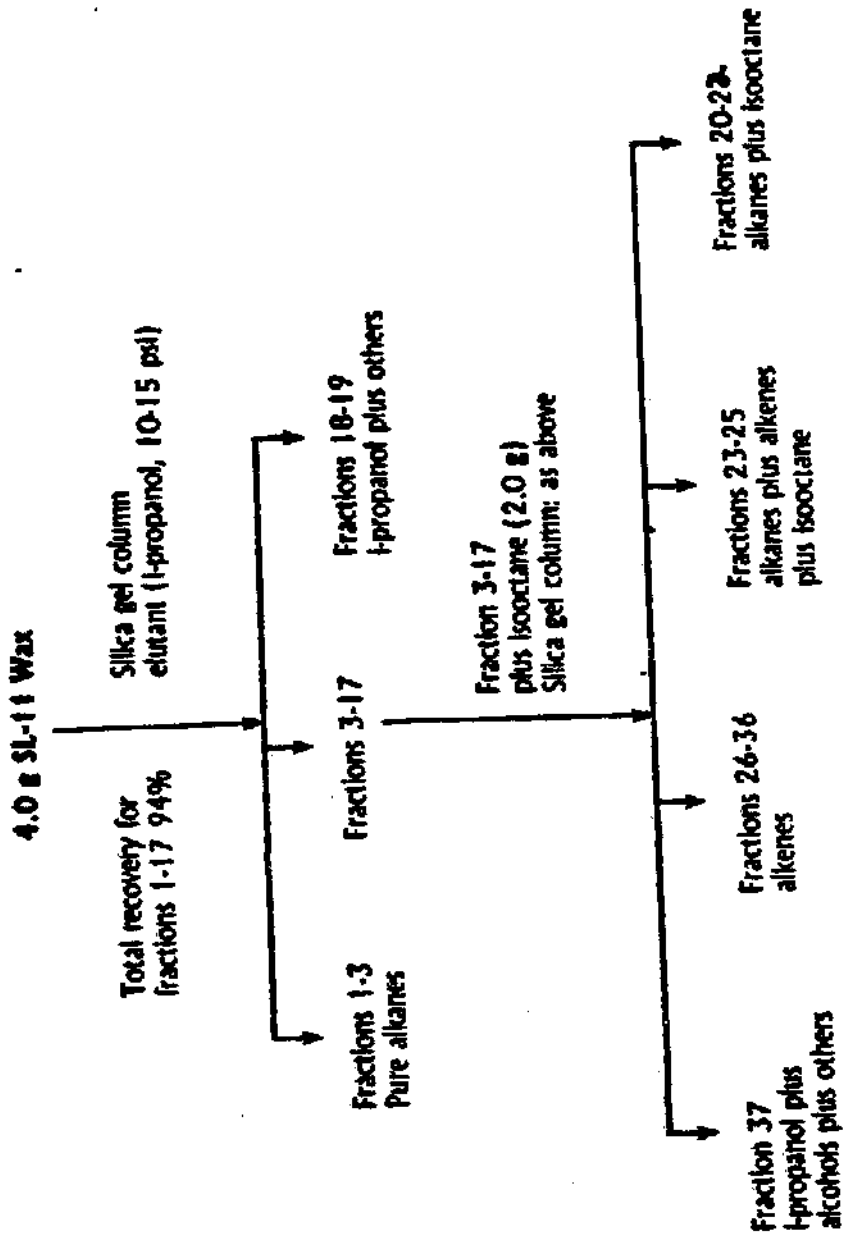 4.0 g SL-11 Wax
Total recovery for
fractions 1-17 94%
Silica gel column
elutant (i-propanol, 10-15 psi)
Fractions 1-3
Pure alkanes
Fractions 3-17
Fractions 18-19
i-propanol plus others
Fraction 3-17
plus isooctane (2.0 g)
Silica gel column: as above
Fraction 37
i-propanol plus
alcohols plus others
Fractions 26-36
alkenes
Fractions 23-25
alkanes plus alkenes
plus isooctane
Fractions 20-22
alkanes plus isooctane